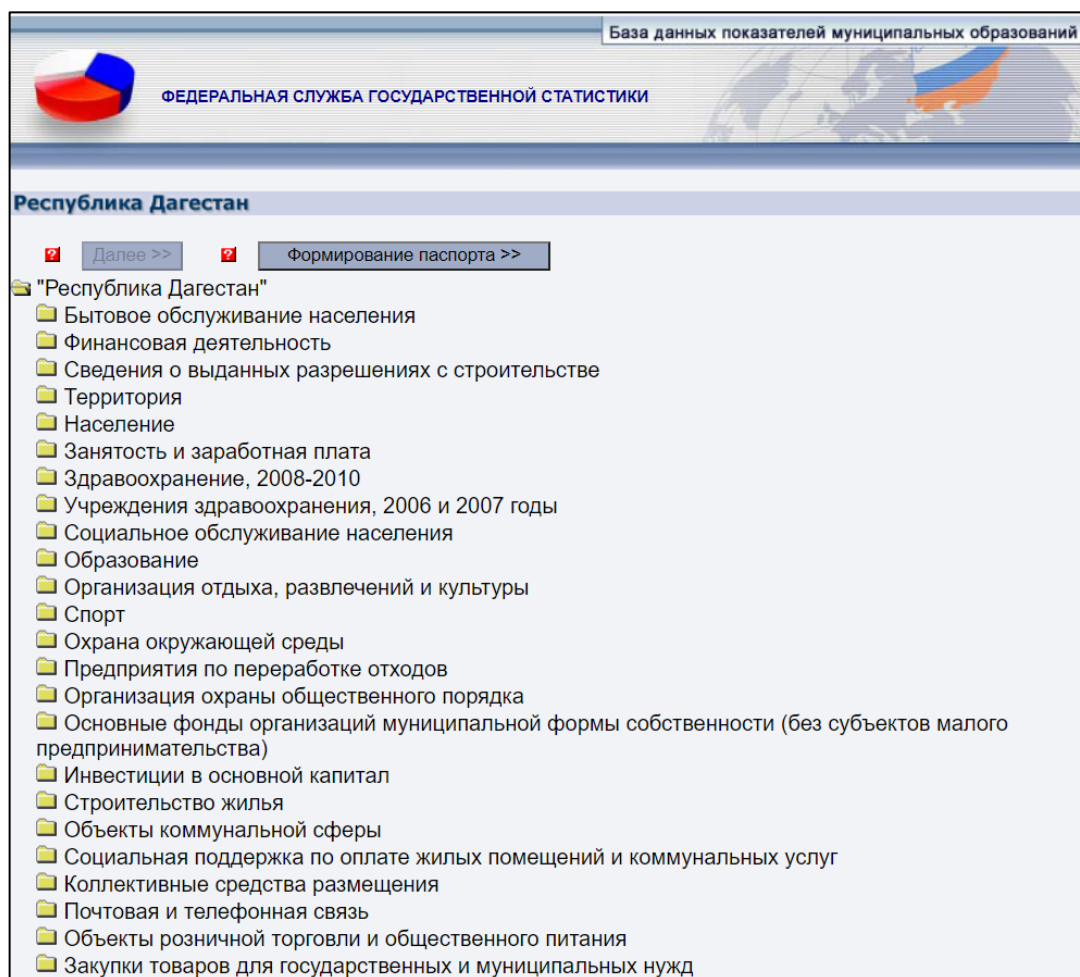 База данных показателей муниципальных образований
ФЕДЕРАЛЬНАЯ СЛУЖБА ГОСУДАРСТВЕННОЙ СТАТИСТИКИ
Республика Дагестан
? Далее >> ? Формирование паспорта >>
"Республика Дагестан"
Бытовое обслуживание населения
Финансовая деятельность
Сведения о выданных разрешениях с строительстве
Территория
Население
Занятость и заработная плата
Здравоохранение, 2008-2010
Учреждения здравоохранения, 2006 и 2007 годы
Социальное обслуживание населения
Образование
Организация отдыха, развлечений и культуры
Спорт
Охрана окружающей среды
Предприятия по переработке отходов
Организация охраны общественного порядка
Основные фонды организаций муниципальной формы собственности (без субъектов малого
предпринимательства)
Инвестиции в основной капитал
Строительство жилья
Объекты коммунальной сферы
Социальная поддержка по оплате жилых помещений и коммунальных услуг
Коллективные средства размещения
Почтовая и телефонная связь
Объекты розничной торговли и общественного питания
Закупки товаров для государственных и муниципальных нужд